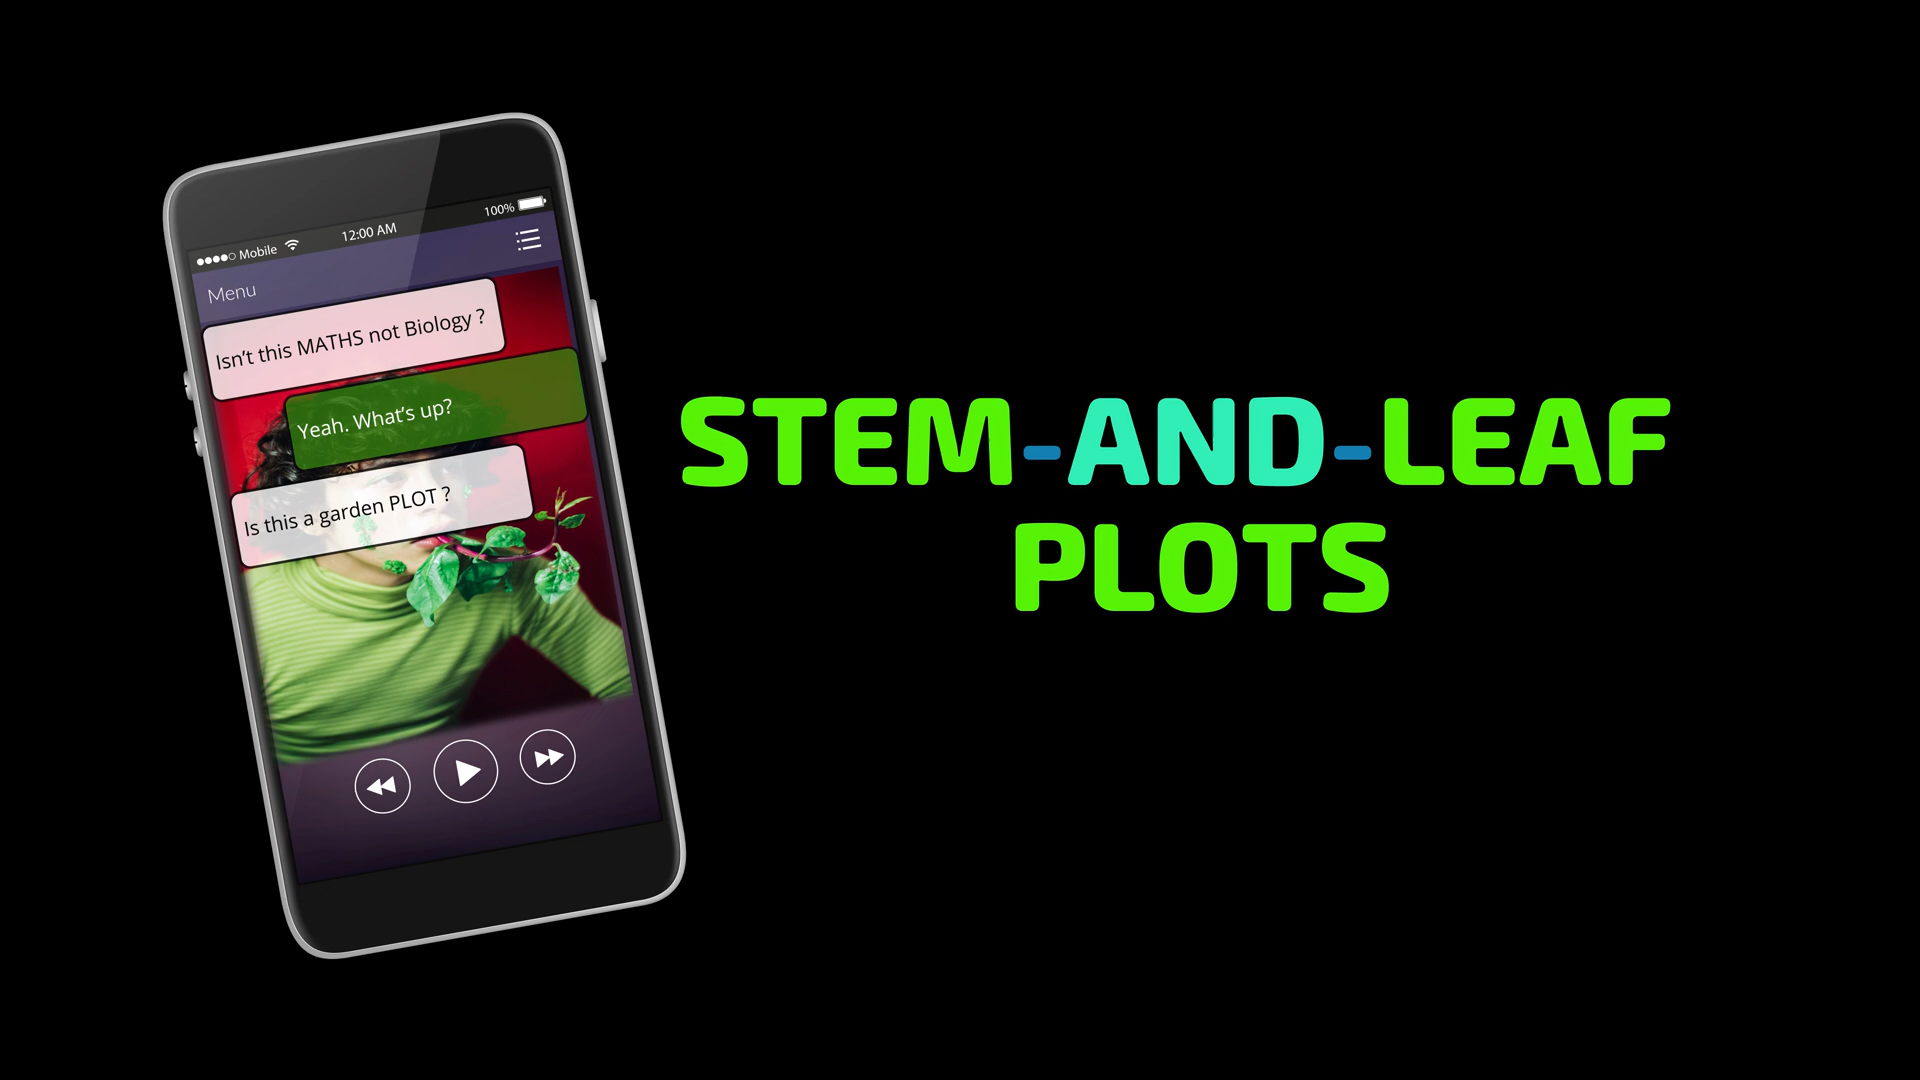 ●●●●○ Mobile 12:00 AM 100%
Menu
Isn't this MATHS not Biology ?
Yeah. What's up?
Is this a garden PLOT ?
STEM-AND-LEAF
PLOTS